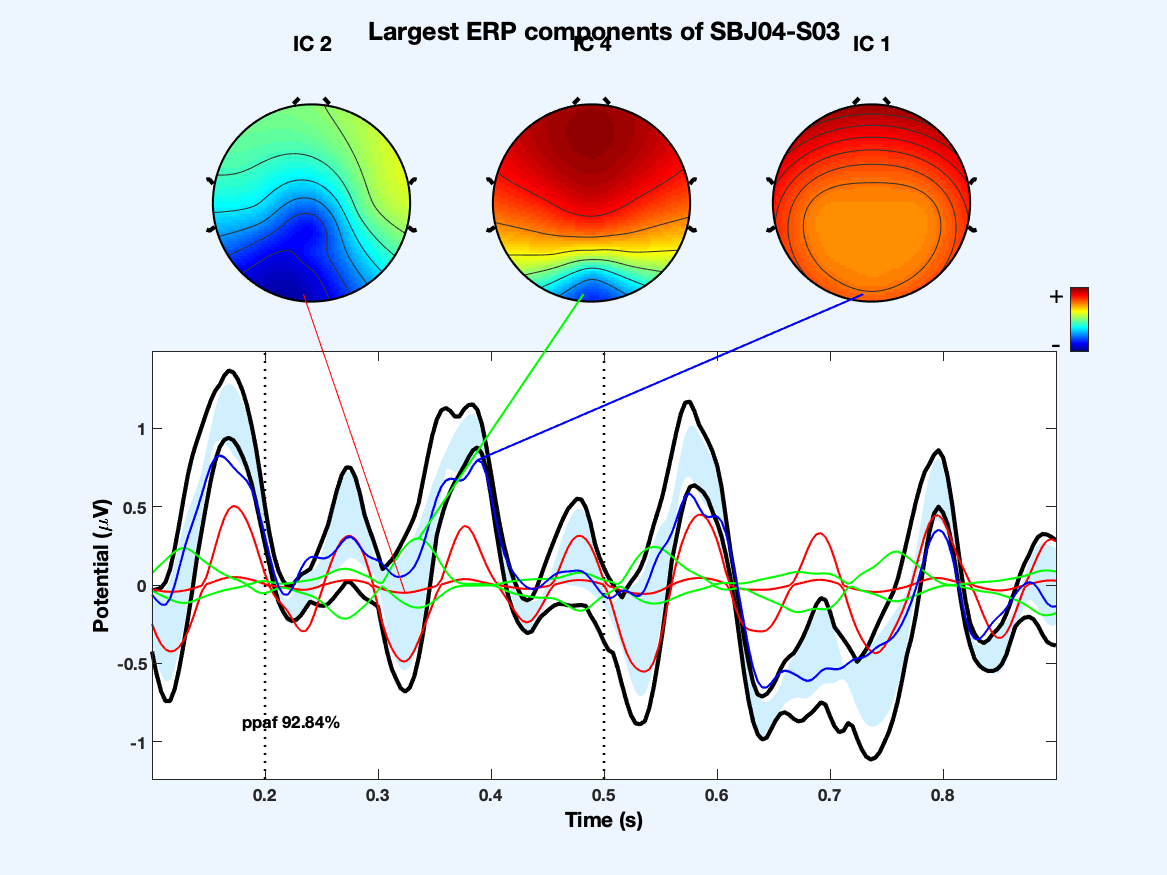 Largest ERP components of SBJ04-S03
IC 2
IC 4
IC 1
+
-
1
0.5
0
-0.5
-1
Potential (μV)
ppaf 92.84%
0.2
0.3
0.4
0.5
0.6
0.7
0.8
Time (s)